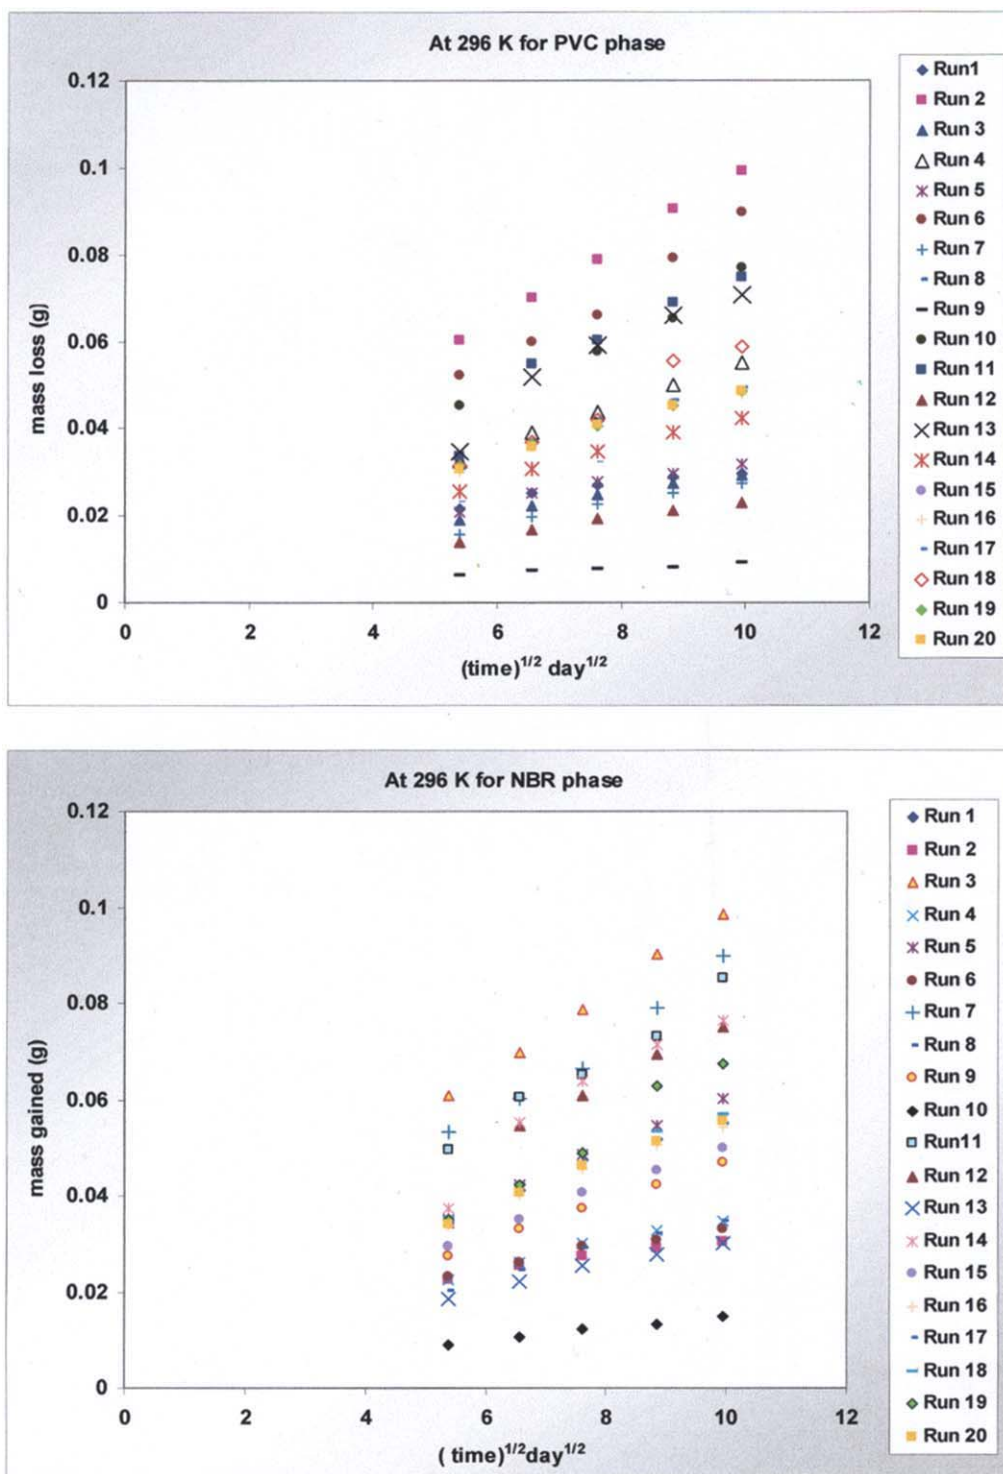 At 296 K for PVC phase
0.12
0.1
0.08
0.06
0.04
0.02
0
mass loss (g)
0 2 4 6 8 10 12
(time)^1/2 day^1/2
Run1
Run 2
Run 3
Run 4
Run 5
Run 6
Run 7
Run 8
Run 9
Run 10
Run 11
Run 12
Run 13
Run 14
Run 15
Run 16
Run 17
Run 18
Run 19
Run 20
At 296 K for NBR phase
0.12
0.1
0.08
0.06
0.04
0.02
0
mass gained (g)
0 2 4 6 8 10 12
( time)^1/2day^1/2
Run 1
Run 2
Run 3
Run 4
Run 5
Run 6
Run 7
Run 8
Run 9
Run 10
Run11
Run 12
Run 13
Run 14
Run 15
Run 16
Run 17
Run 18
Run 19
Run 20